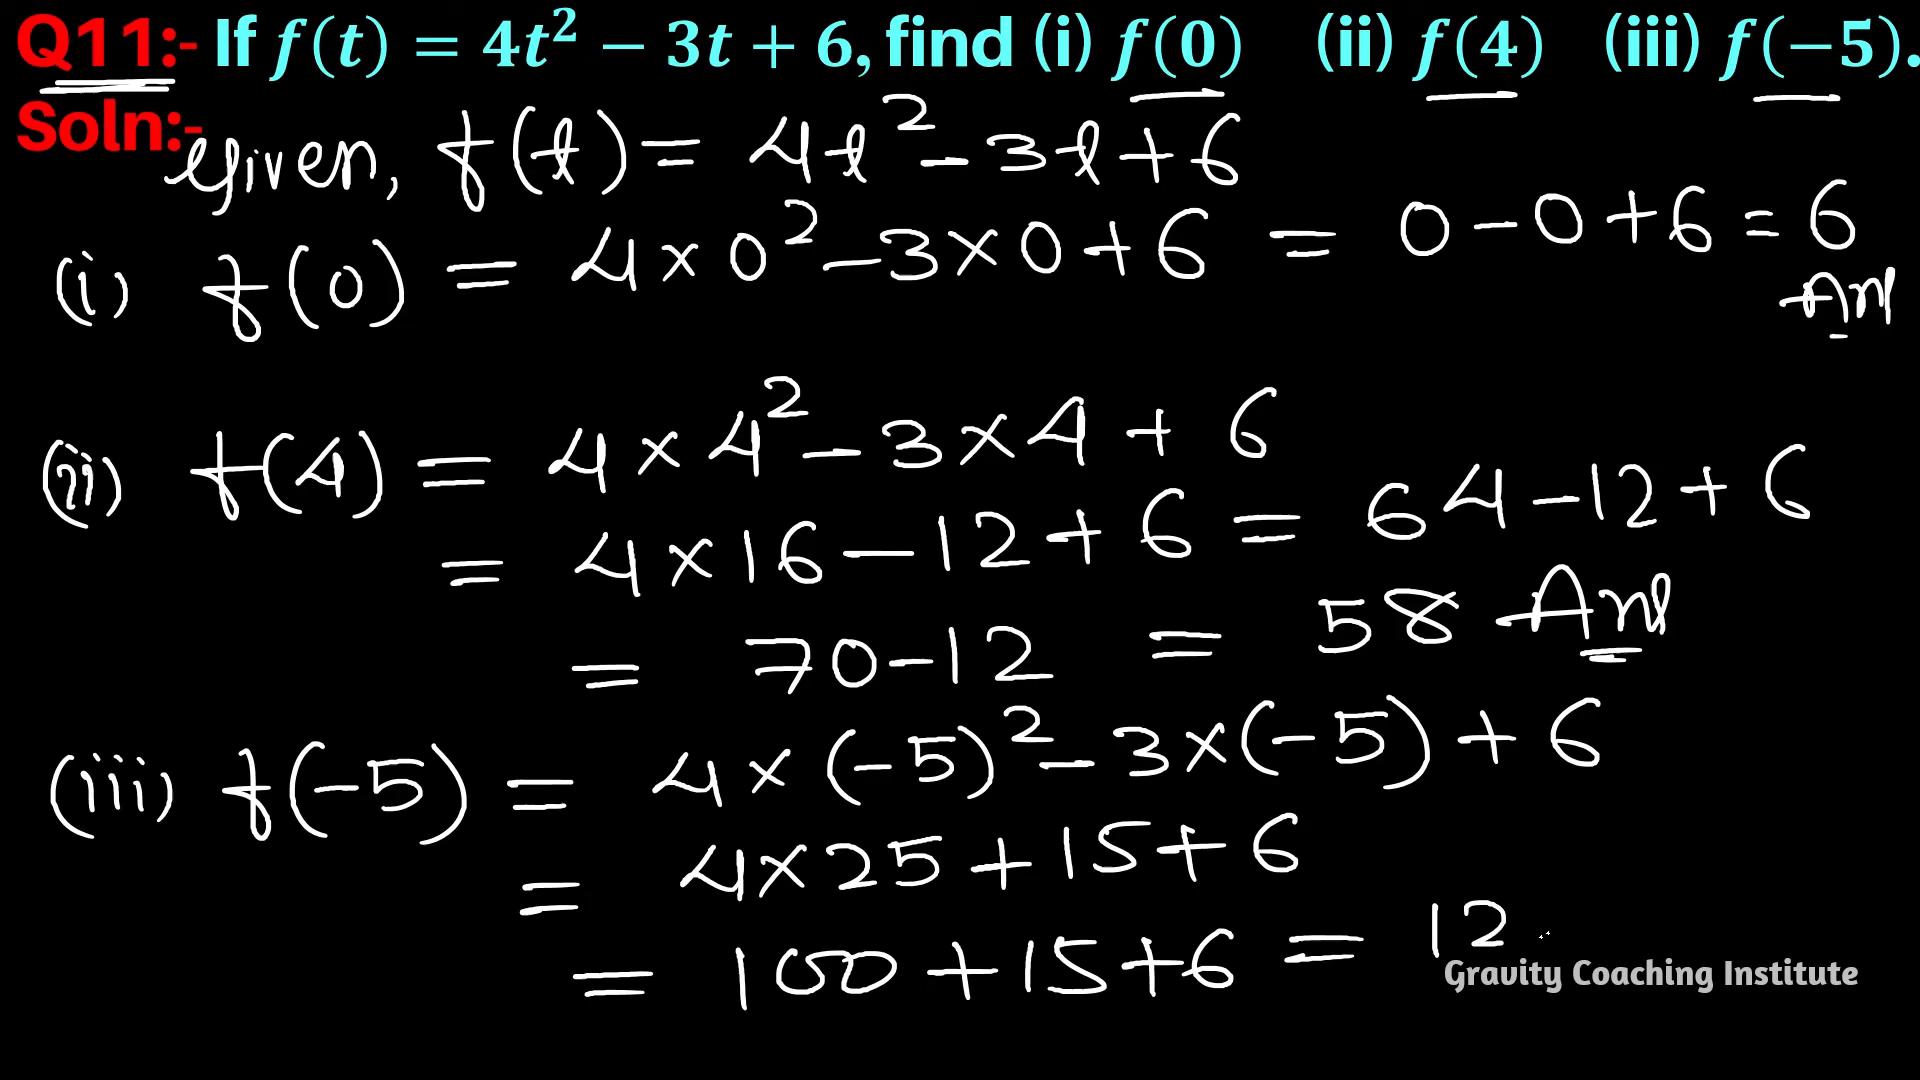 Q11:- If f(t) = 4t² − 3t + 6, find (i) f(0) (ii) f(4) (iii) f(−5).
Soln:- Given, f(t) = 4t² − 3t + 6
(i) f(0) = 4 × 0² − 3 × 0 + 6 = 0 − 0 + 6 = 6
Ans
(ii) f(4) = 4 × 4² − 3 × 4 + 6
= 4 × 16 − 12 + 6 = 64 − 12 + 6
= 70 − 12 = 58 Ans
(iii) f(−5) = 4 × (−5)² − 3 × (−5) + 6
= 4 × 25 + 15 + 6
= 100 + 15 + 6 = 12
Gravity Coaching Institute